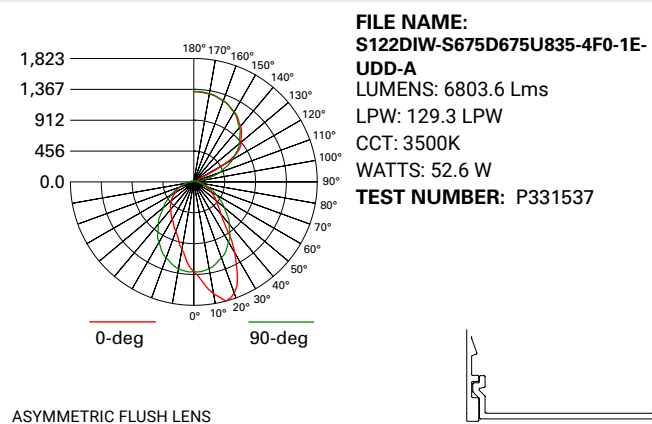 FILE NAME:
S122DIW-S675D675U835-4F0-1E-
UDD-A
LUMENS: 6803.6 Lms
LPW: 129.3 LPW
CCT: 3500K
WATTS: 52.6 W
TEST NUMBER: P331537
1,823
1,367
912
456
0.0
180°
170°
160°
150°
140°
130°
120°
110°
100°
90°
80°
70°
60°
50°
40°
30°
20°
10°
0°
0-deg
90-deg
ASYMMETRIC FLUSH LENS